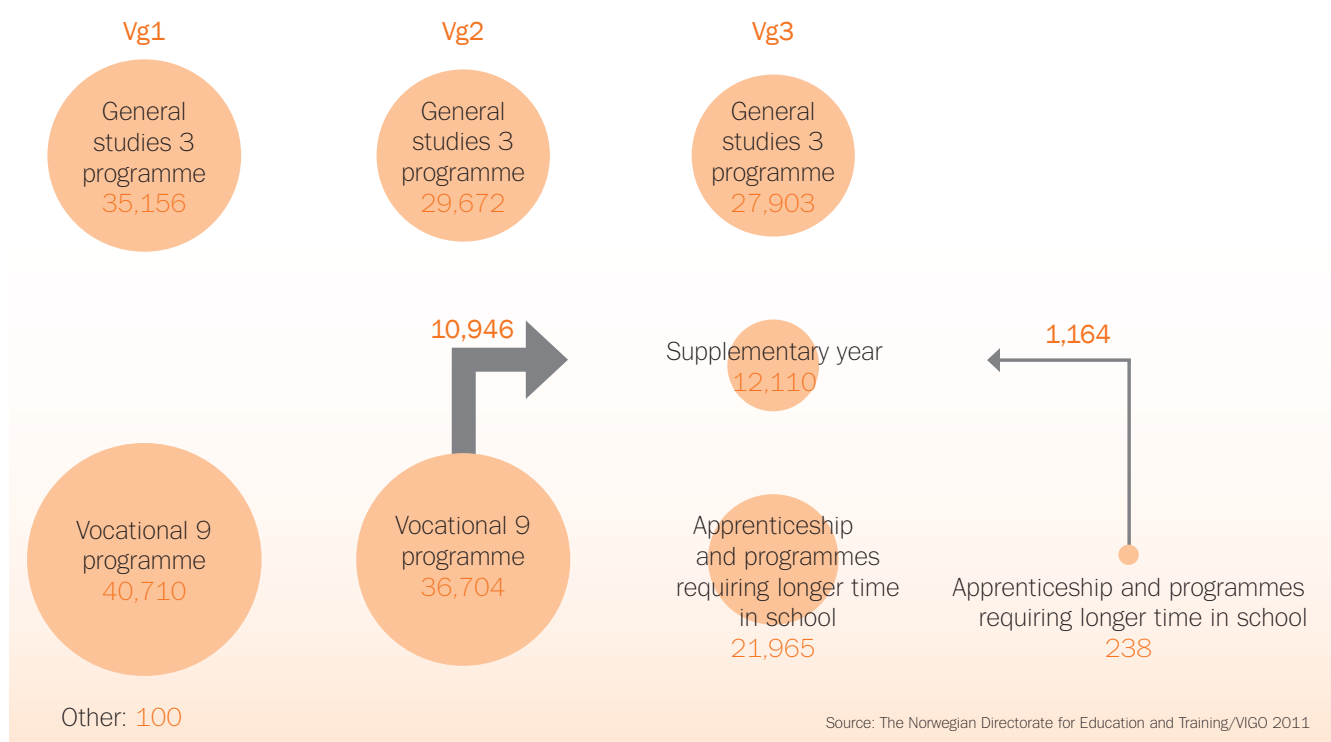 Vg1
Vg2
Vg3
General
studies 3
programme
35,156
General
studies 3
programme
29,672
General
studies 3
programme
27,903
10,946
Supplementary year
12,110
1,164
Vocational 9
programme
40,710
Vocational 9
programme
36,704
Apprenticeship
and programmes
requiring longer time
in school
21,965
Apprenticeship and programmes
requiring longer time in school
238
Other: 100
Source: The Norwegian Directorate for Education and Training/VIGO 2011